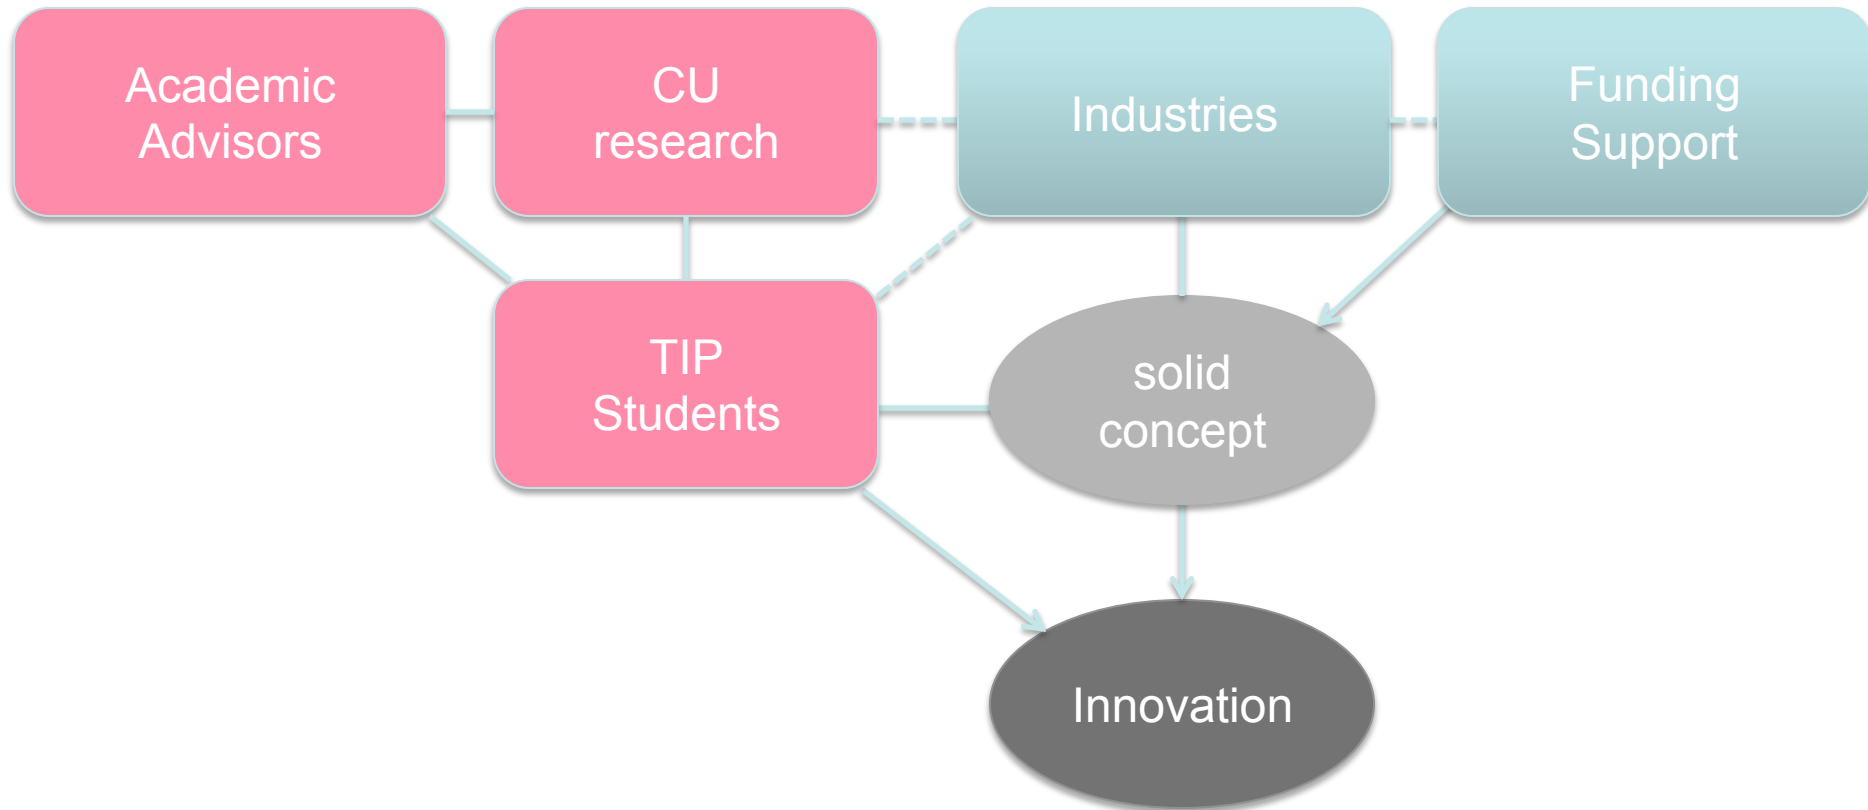 Academic
Advisors
CU
research
Industries
Funding
Support
TIP
Students
solid
concept
Innovation